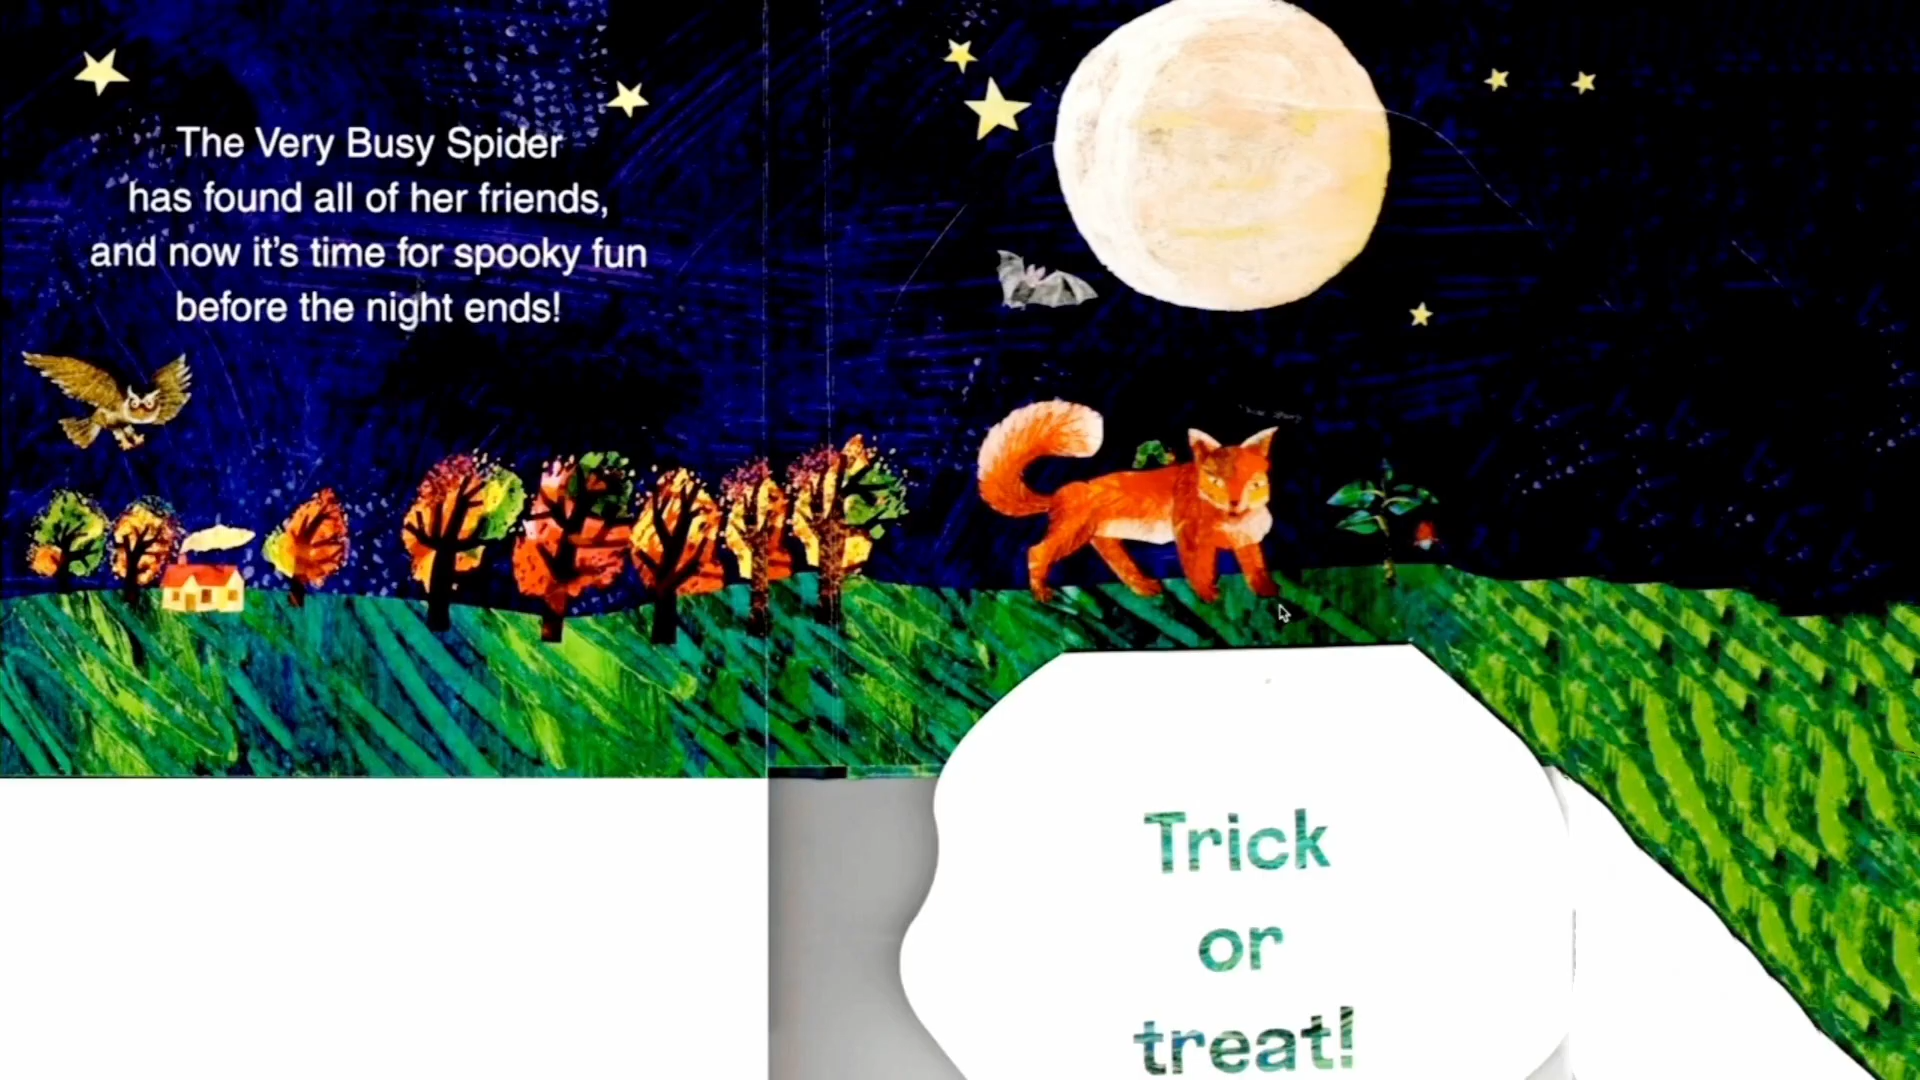 The Very Busy Spider
has found all of her friends,
and now it's time for spooky fun
before the night ends!
Trick
or
treat!